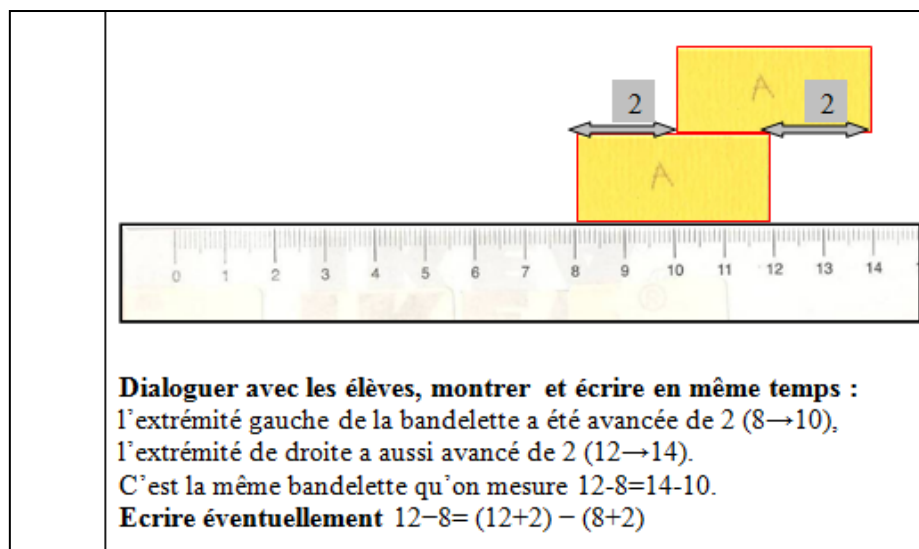 A
2
2
A
0 1 2 3 4 5 6 7 8 9 10 11 12 13 14
®
Dialoguer avec les élèves, montrer et écrire en même temps :
l'extrémité gauche de la bandelette a été avancée de 2 (8→10),
l'extrémité de droite a aussi avancé de 2 (12→14).
C'est la même bandelette qu'on mesure 12-8=14-10.
Ecrire éventuellement 12−8= (12+2) − (8+2)